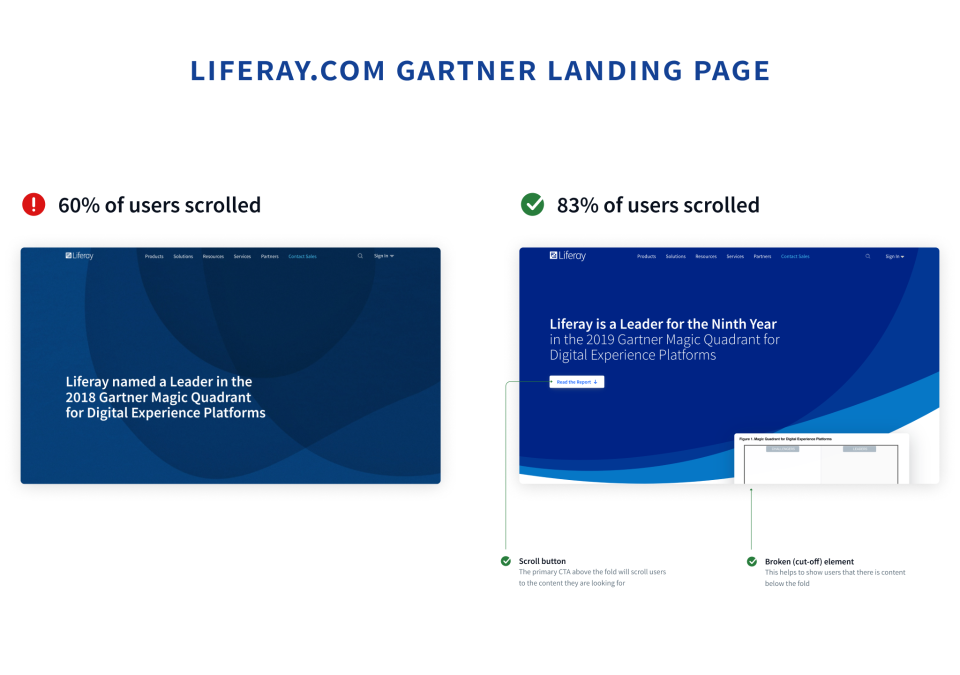 LIFERAY.COM GARTNER LANDING PAGE
60% of users scrolled
Liferay
Products Solutions Resources Services Partners Contact Sales Sign In
Liferay named a Leader in the
2018 Gartner Magic Quadrant
for Digital Experience Platforms
83% of users scrolled
Liferay
Products Solutions Resources Services Partners Contact Sales Sign In
Liferay is a Leader for the Ninth Year
in the 2019 Gartner Magic Quadrant for
Digital Experience Platforms
Read the Report ↓
Figure 1. Magic Quadrant for Digital Experience Platforms
Scroll button
The primary CTA above the fold will scroll users
to the content they are looking for
Broken (cut-off) element
This helps to show users that there is content
below the fold